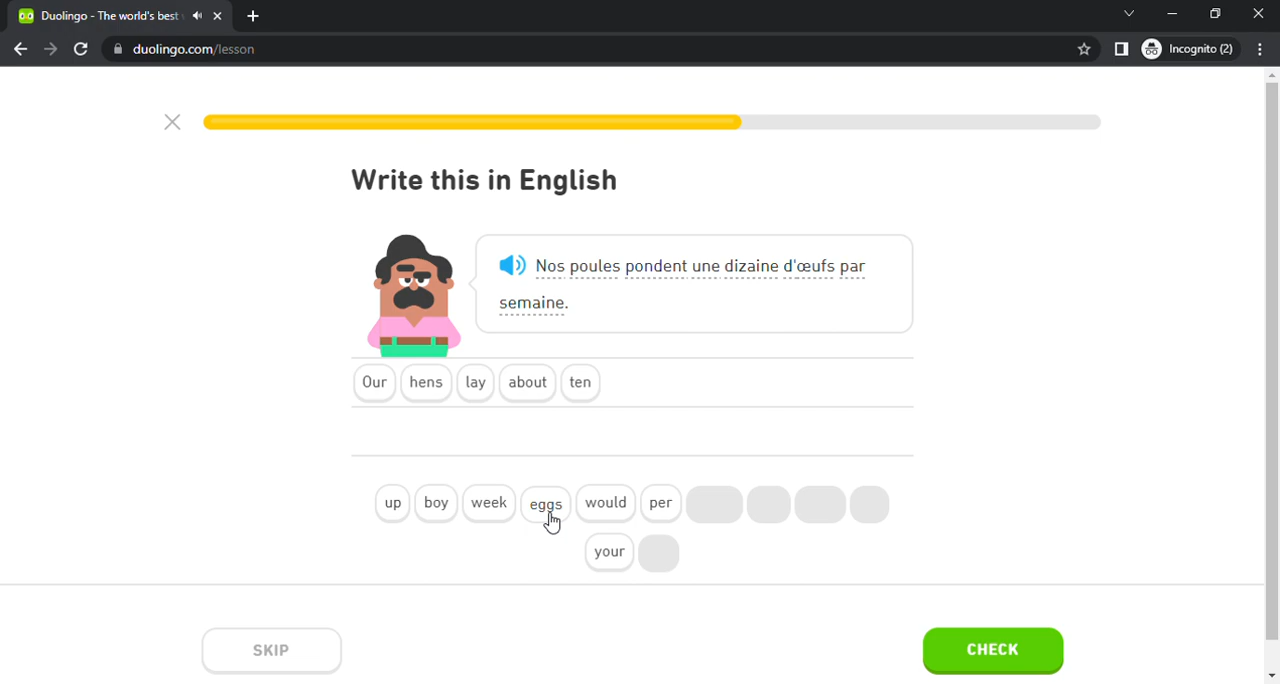 Duolingo - The world's best
duolingo.com/lesson
Incognito (2)
Write this in English
Nos poules pondent une dizaine d'œufs par
semaine.
Our hens lay about ten
up boy week eggs would per
your
SKIP
CHECK